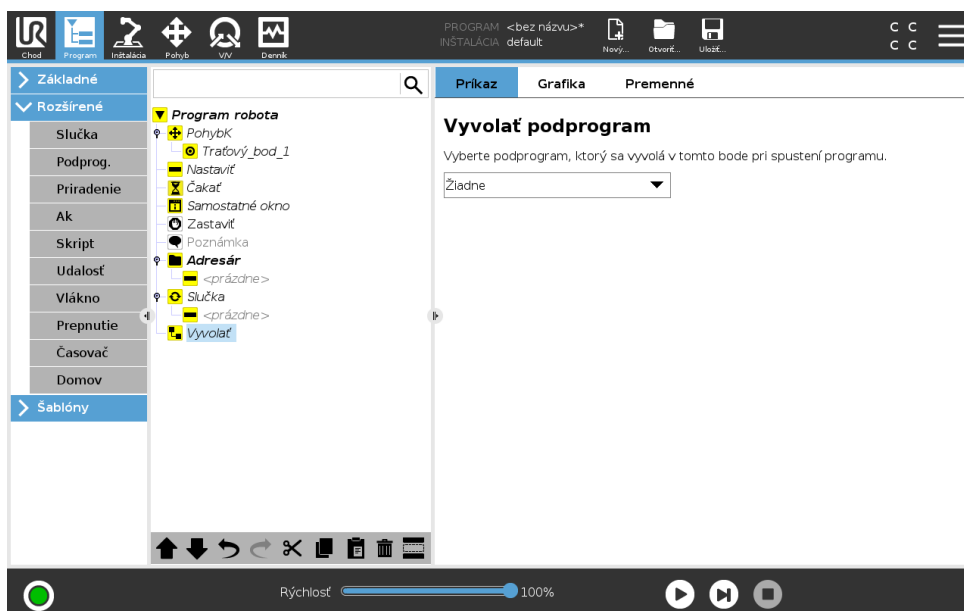 Chod
Program
Inštalácia
Pohyb
V/V
Denník
PROGRAM <bez názvu>*
INŠTALÁCIA default
Nový...
Otvoriť...
Uložiť...
C C
C C
Základné
Rozšírené
Slučka
Podprog.
Priradenie
Ak
Skript
Udalosť
Vlákno
Prepnutie
Časovač
Domov
Šablóny
Program robota
PohybK
Traťový_bod_1
Nastaviť
Čakať
Samostatné okno
Zastaviť
Poznámka
Adresár
<prázdne>
Slučka
<prázdne>
Vyvolať
Príkaz
Grafika
Premenné
Vyvolať podprogram
Vyberte podprogram, ktorý sa vyvolá v tomto bode pri spustení programu.
Žiadne
Rýchlosť
100%